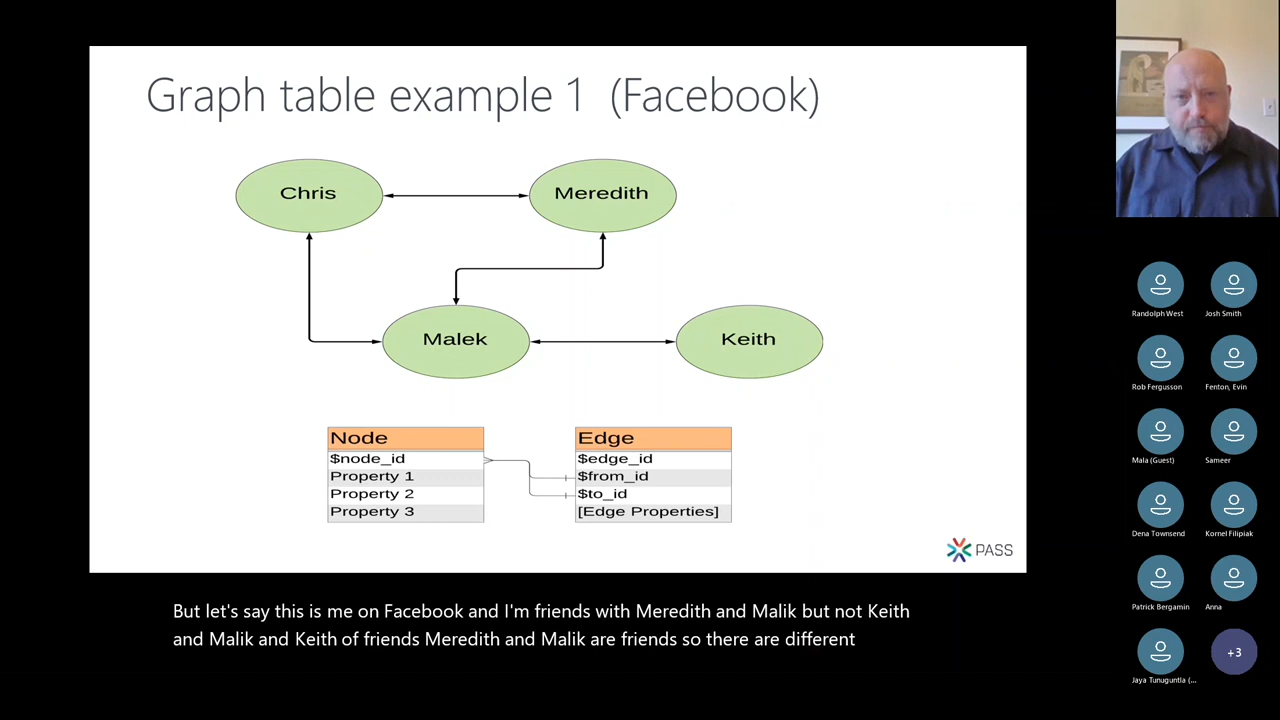 Graph table example 1 (Facebook)
Chris
Meredith
Malek
Keith
Node
$node_id
Property 1
Property 2
Property 3
Edge
$edge_id
$from_id
$to_id
[Edge Properties]
PASS
But let's say this is me on Facebook and I'm friends with Meredith and Malik but not Keith
and Malik and Keith of friends Meredith and Malik are friends so there are different
Randolph West
Josh Smith
Rob Fergusson
Fenton, Evin
Mala (Guest)
Sameer
Dena Townsend
Kornel Filipiak
Patrick Bergamin
Anna
Jaya Tunuguntla (...
+3